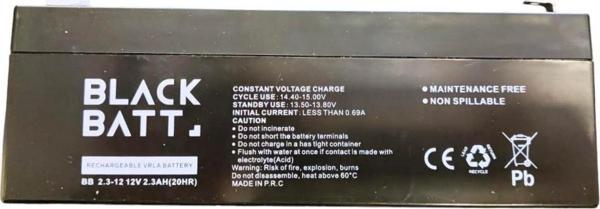 BLACK
BATT
RECHARGEABLE VRLA BATTERY
BB 2.3-12 12V 2.3AH(20HR)
CONSTANT VOLTAGE CHARGE
CYCLE USE: 14.40-15.00V
STANDBY USE: 13.50-13.80V
INITIAL CURRENT: LESS THAN 0.69A
CAUTION
• Do not incinerate
• Do not short the battery terminals
• Do not charge in a has tight container
• Flush with water at once if contact is made with
electrolyte(Acid)
Warning: Risk of fire, explosion, burns
Do not disassemble, heat above 60°C
MADE IN P.R.C
• MAINTENANCE FREE
• NON SPILLABLE
CE
RECYCLE
Pb